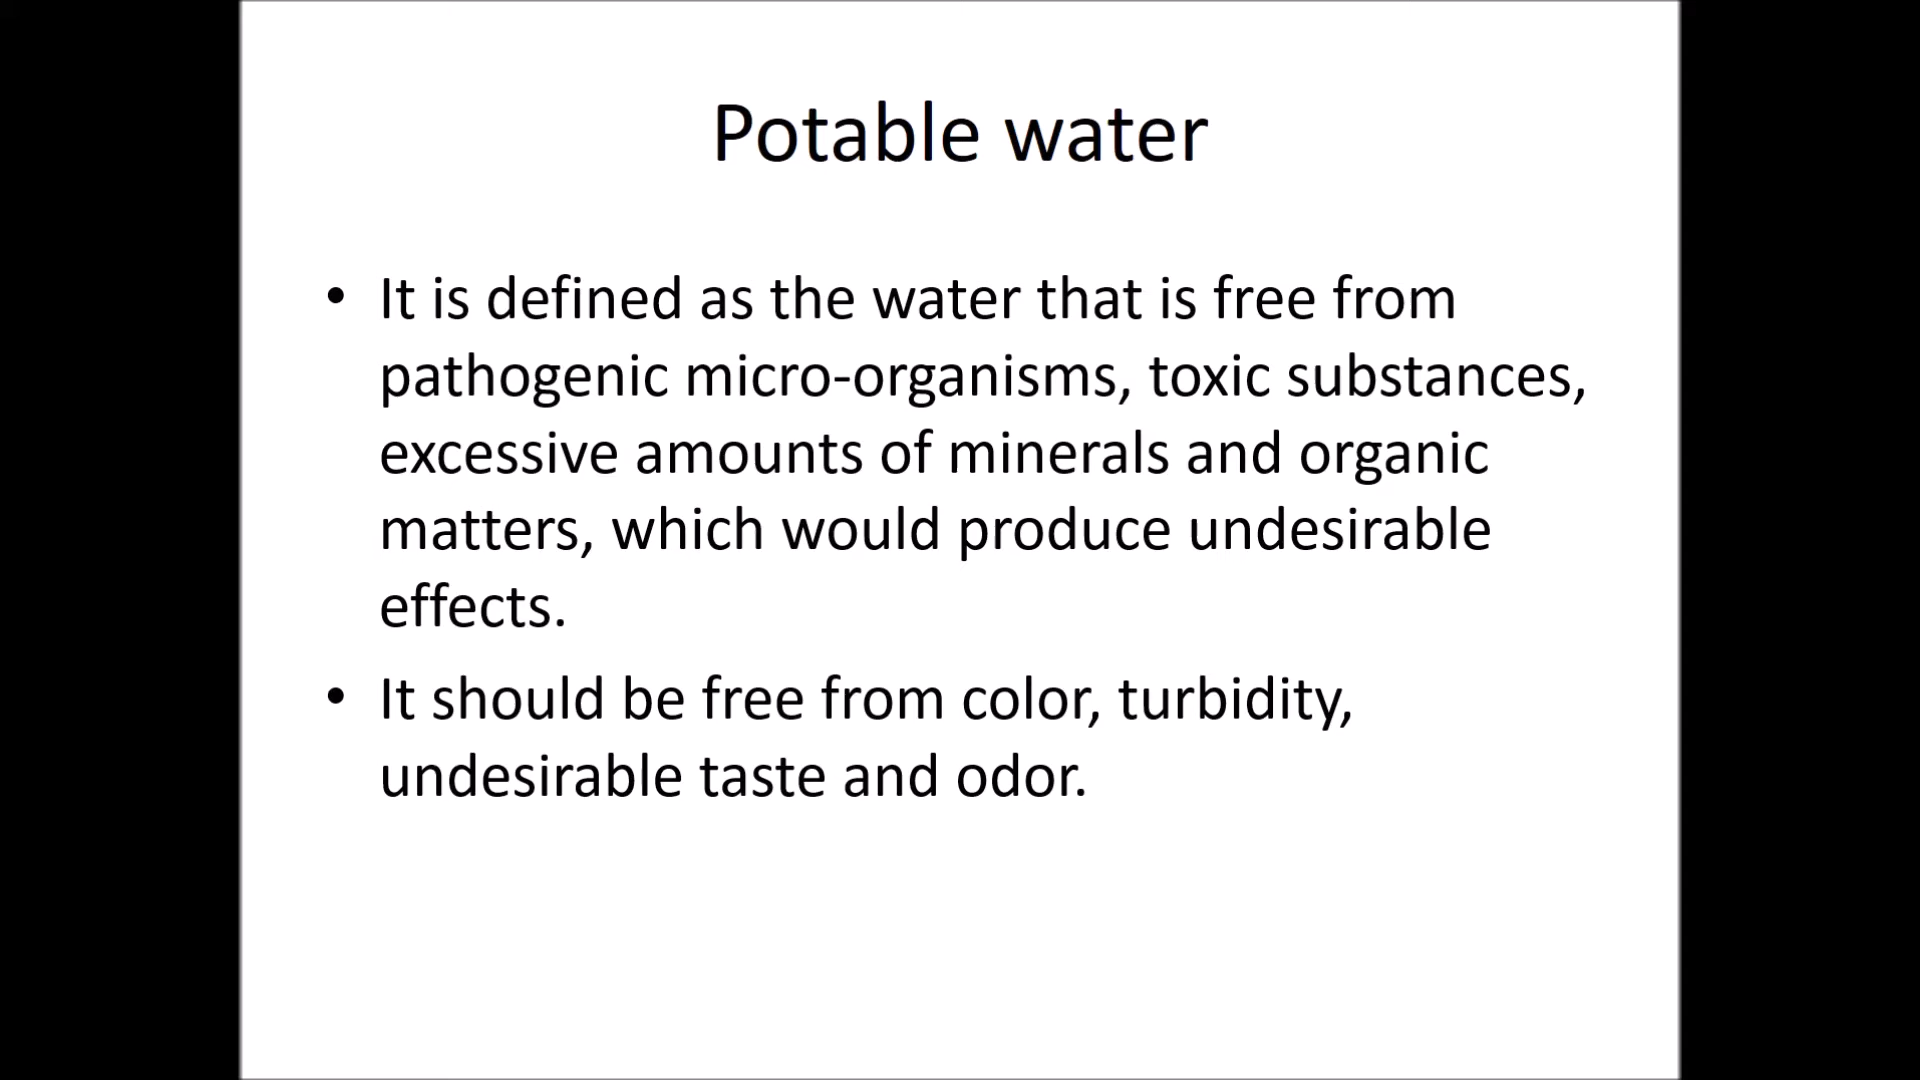 Potable water
• It is defined as the water that is free from
pathogenic micro-organisms, toxic substances,
excessive amounts of minerals and organic
matters, which would produce undesirable
effects.
• It should be free from color, turbidity,
undesirable taste and odor.